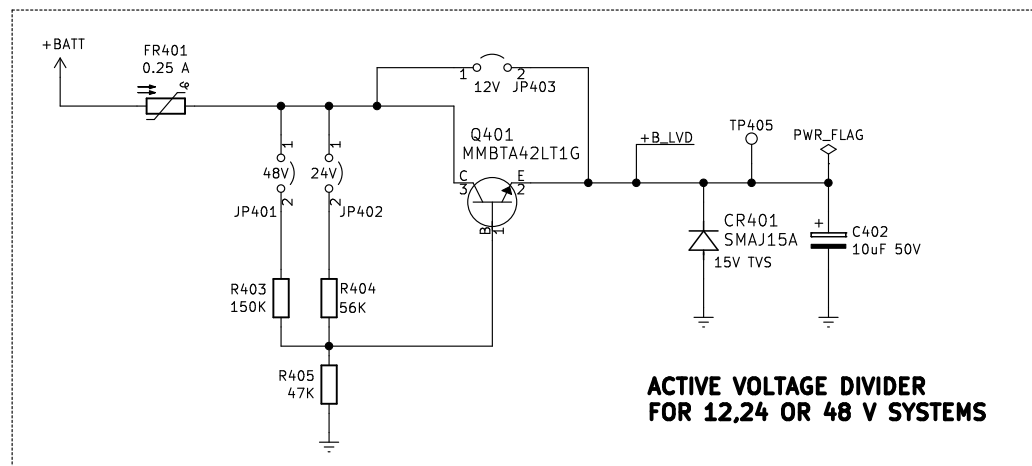 +BATT
FR401
0.25 A
1
2
12V JP403
Q401
MMBTA42LT1G
+B_LVD
TP405
PWR_FLAG
1
1
48V
24V
2
2
JP401
JP402
C
3
E
2
B
1
CR401
SMAJ15A
15V TVS
+
C402
10uF 50V
R403
150K
R404
56K
R405
47K
ACTIVE VOLTAGE DIVIDER
FOR 12,24 OR 48 V SYSTEMS